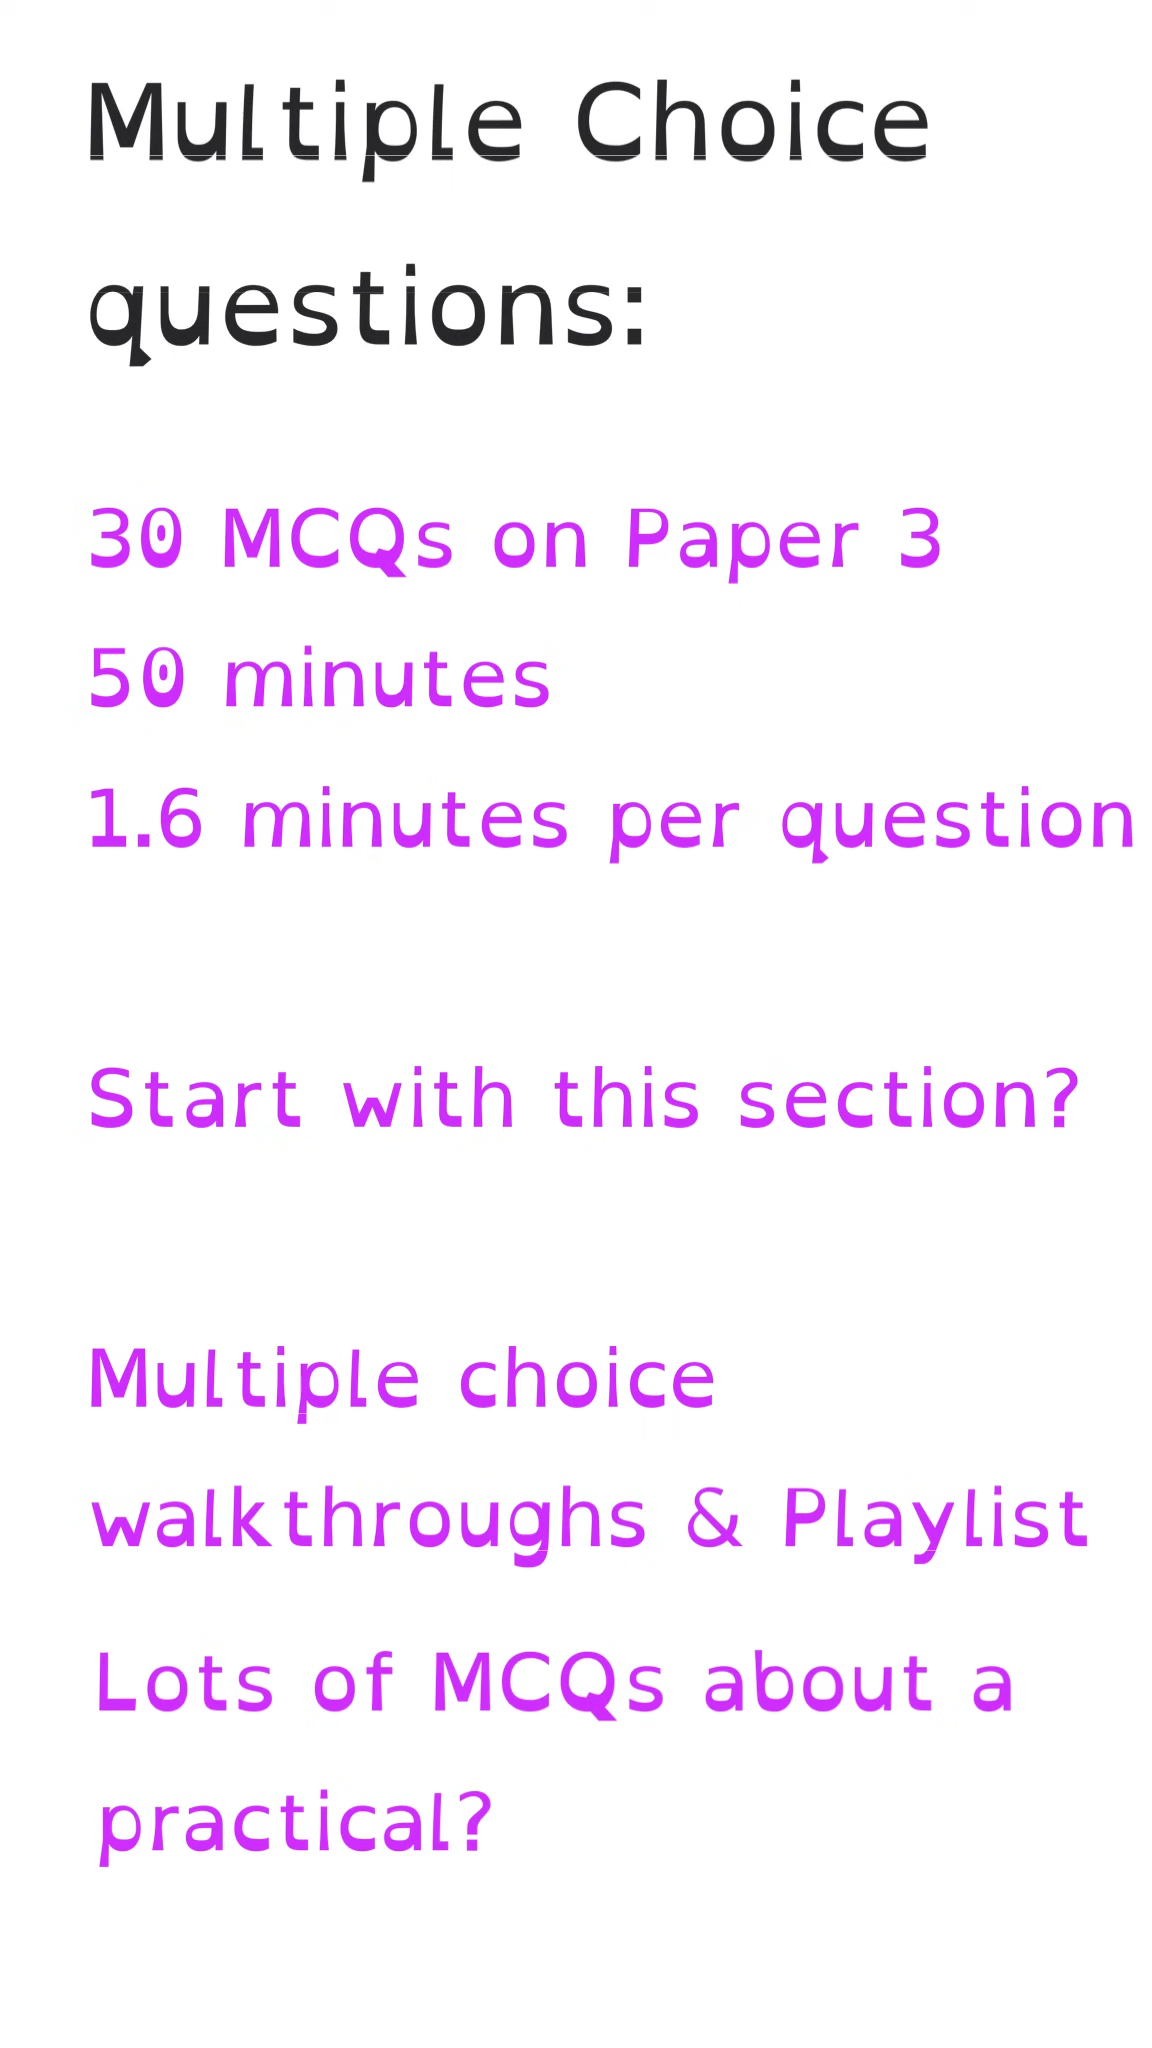 Multiple Choice
questions:
30 MCQs on Paper 3
50 minutes
1.6 minutes per question
Start with this section?
Multiple choice
walkthroughs & Playlist
Lots of MCQs about a
practical?